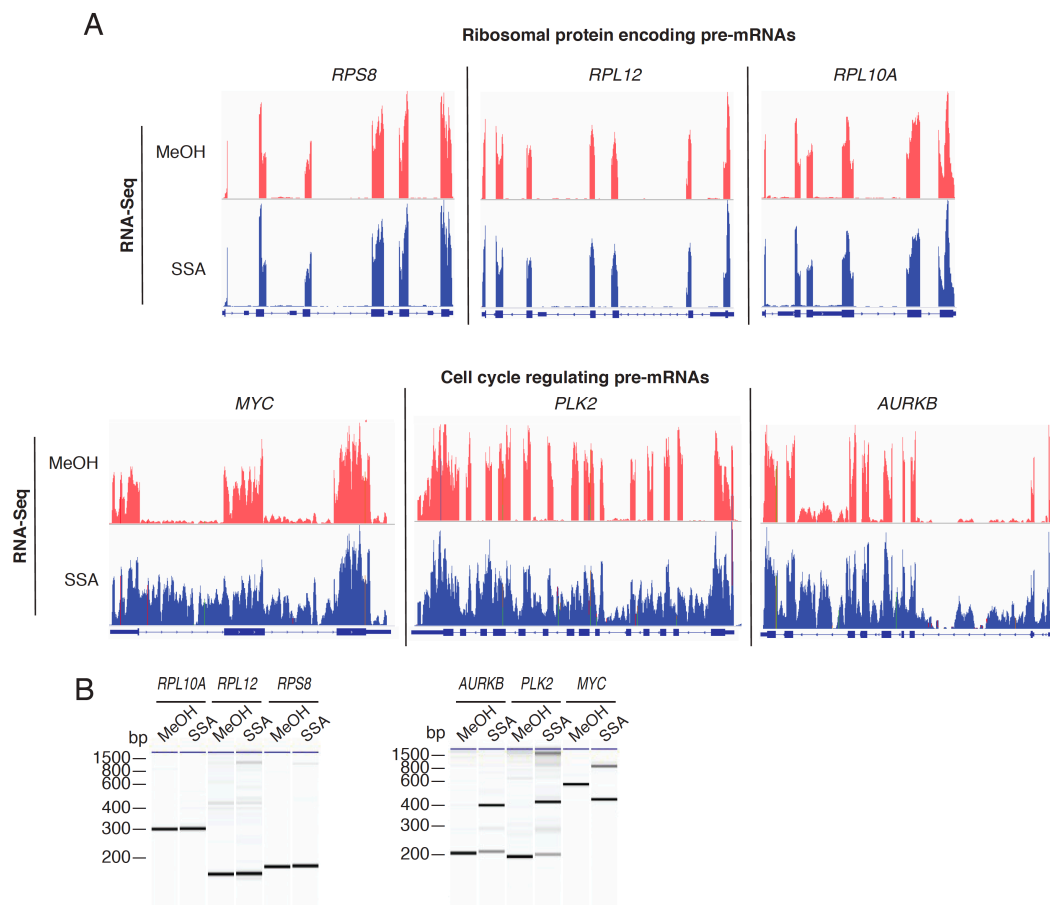 A
Ribosomal protein encoding pre-mRNAs
RPS8 RPL12 RPL10A
RNA-Seq
MeOH
SSA
Cell cycle regulating pre-mRNAs
MYC PLK2 AURKB
RNA-Seq
MeOH
SSA
B
RPL10A RPL12 RPS8
MeOH SSA MeOH SSA MeOH SSA
bp
1500
800
600
400
300
200
AURKB PLK2 MYC
MeOH SSA MeOH SSA MeOH SSA
bp
1500
800
600
400
300
200